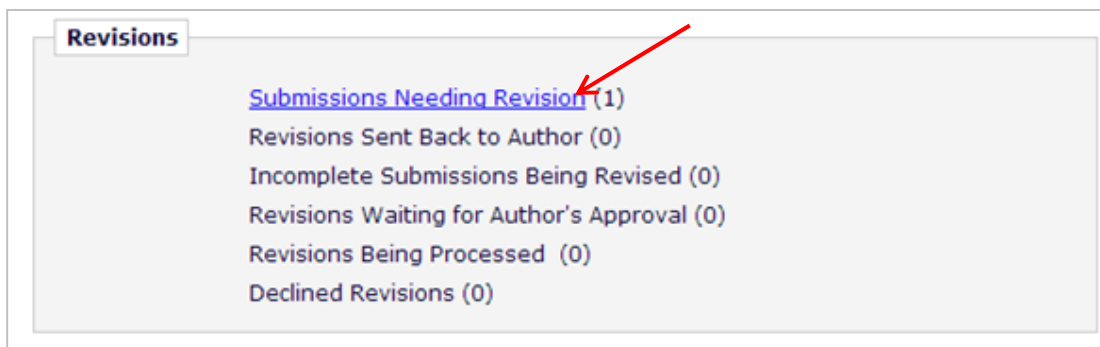 Revisions
Submissions Needing Revision (1)
Revisions Sent Back to Author (0)
Incomplete Submissions Being Revised (0)
Revisions Waiting for Author's Approval (0)
Revisions Being Processed  (0)
Declined Revisions (0)